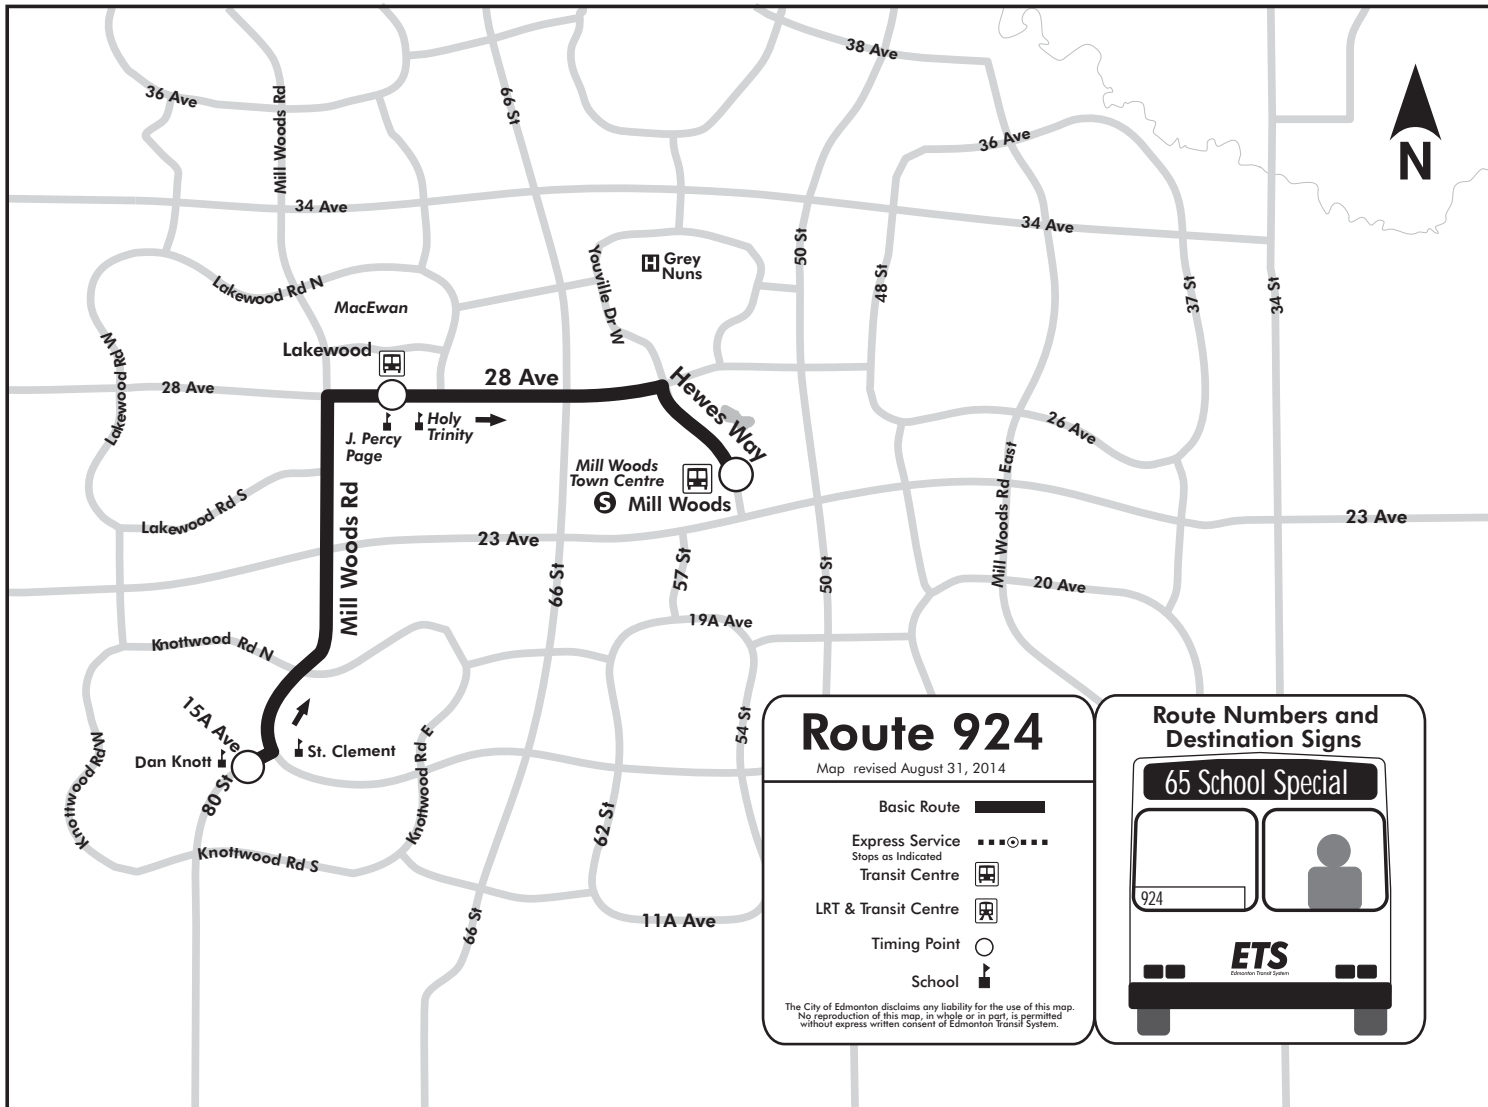 38 Ave
36 Ave
Mill Woods Rd
66 St
36 Ave
N
34 Ave
34 Ave
50 St
48 St
37 St
34 St
Youville Dr W
Grey
Nuns
Lakewood Rd N
MacEwan
Lakewood Rd W
Lakewood
28 Ave
28 Ave
Hewes Way
Lakewood Rd W
J. Percy
Page
Holy
Trinity
26 Ave
Mill Woods
Town Centre
S Mill Woods
Mill Woods Rd East
Lakewood Rd S
Mill Woods Rd
23 Ave
23 Ave
66 St
57 St
50 St
20 Ave
19A Ave
Knottwood Rd N
15A Ave
Dan Knott
St. Clement
80 St
Knottwood Rd W
Knottwood Rd W
Knottwood Rd E
Knottwood Rd E
Knottwood Rd S
54 St
62 St
11A Ave
66 St
Route 924
Map revised August 31, 2014
Basic Route
Express Service
Stops as Indicated
Transit Centre
LRT & Transit Centre
Timing Point
School
The City of Edmonton disclaims any liability for the use of this map.
No reproduction of this map, in whole or in part, is permitted
without express written consent of Edmonton Transit System.
Route Numbers and
Destination Signs
65 School Special
924
ETS
Edmonton Transit System